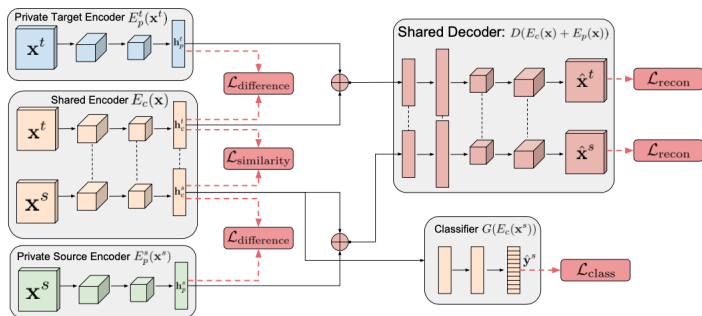 Private Target Encoder $E_p^t(\mathbf{x}^t)$
$\mathbf{x}^t$
$\mathbf{h}_p^t$
$\mathcal{L}_{\text{difference}}$
Shared Encoder $E_c(\mathbf{x})$
$\mathbf{x}^t$
$\mathbf{h}_c^t$
$\mathcal{L}_{\text{similarity}}$
$\mathbf{x}^s$
$\mathbf{h}_c^s$
$\mathcal{L}_{\text{difference}}$
Private Source Encoder $E_p^s(\mathbf{x}^s)$
$\mathbf{x}^s$
$\mathbf{h}_p^s$
Shared Decoder: $D(E_c(\mathbf{x}) + E_p(\mathbf{x}))$
$\hat{\mathbf{x}}^t$
$\mathcal{L}_{\text{recon}}$
$\hat{\mathbf{x}}^s$
$\mathcal{L}_{\text{recon}}$
Classifier $G(E_c(\mathbf{x}^s))$
$\hat{\mathbf{y}}^s$
$\mathcal{L}_{\text{class}}$